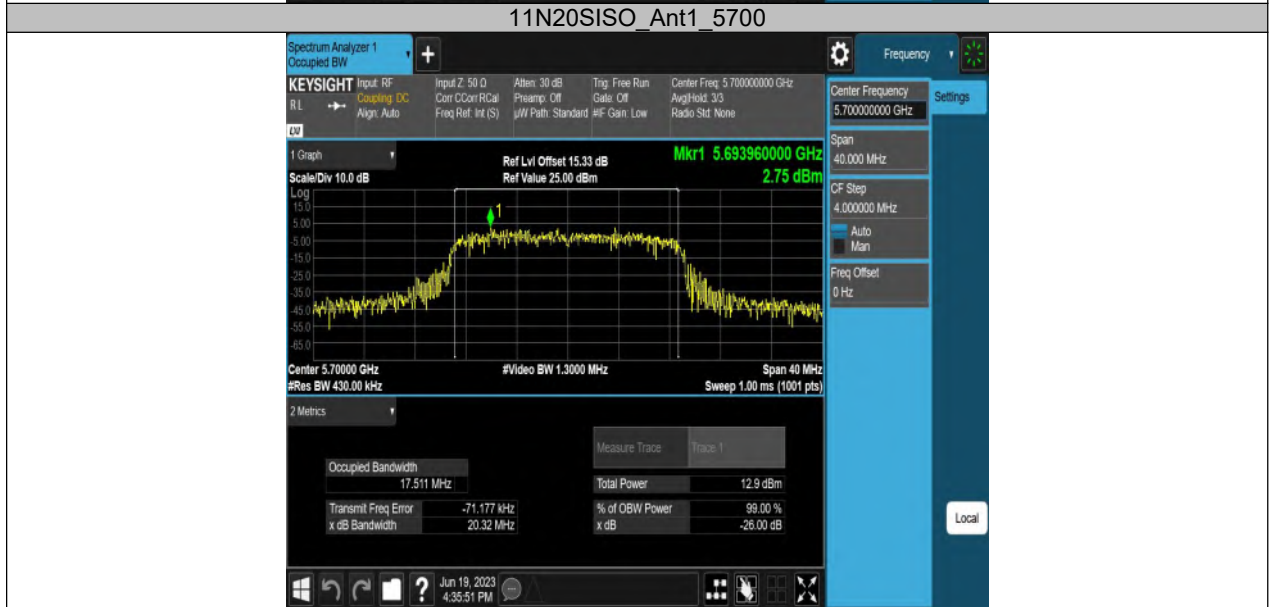 11N20SISO_Ant1_5700
Spectrum Analyzer 1
Occupied BW
+
Frequency
KEYSIGHT
RL
LXI
Input: RF
Coupling: DC
Align: Auto
Input Z: 50 Ω
Corr CCorr RCal
Freq Ref: Int (S)
Atten: 30 dB
Preamp: Off
µW Path: Standard
Trig: Free Run
Gate: Off
#IF Gain: Low
Center Freq: 5.700000000 GHz
Avg|Hold: 3/3
Radio Std: None
Center Frequency
5.700000000 GHz
Settings
Span
40.000 MHz
CF Step
4.000000 MHz
Auto
Man
Freq Offset
0 Hz
1 Graph
Scale/Div 10.0 dB
Ref Lvl Offset 15.33 dB
Ref Value 25.00 dBm
Mkr1 5.693960000 GHz
2.75 dBm
Log
15.0
5.00
-5.00
-15.0
-25.0
-35.0
-45.0
-55.0
-65.0
1
Center 5.70000 GHz
#Res BW 430.00 kHz
#Video BW 1.3000 MHz
Span 40 MHz
Sweep 1.00 ms (1001 pts)
2 Metrics
Measure Trace Trace 1
Occupied Bandwidth
17.511 MHz
Total Power 12.9 dBm
Transmit Freq Error -71.177 kHz
% of OBW Power 99.00 %
x dB Bandwidth 20.32 MHz
x dB -26.00 dB
Local
?
Jun 19, 2023
4:35:51 PM